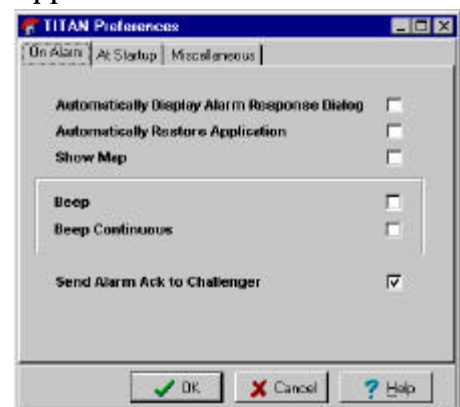 TITAN Preferences
On Alarm At Startup Miscellaneous
Automatically Display Alarm Response Dialog
Automatically Restore Application
Show Map
Beep
Beep Continuous
Send Alarm Ack to Challenger
OK Cancel Help